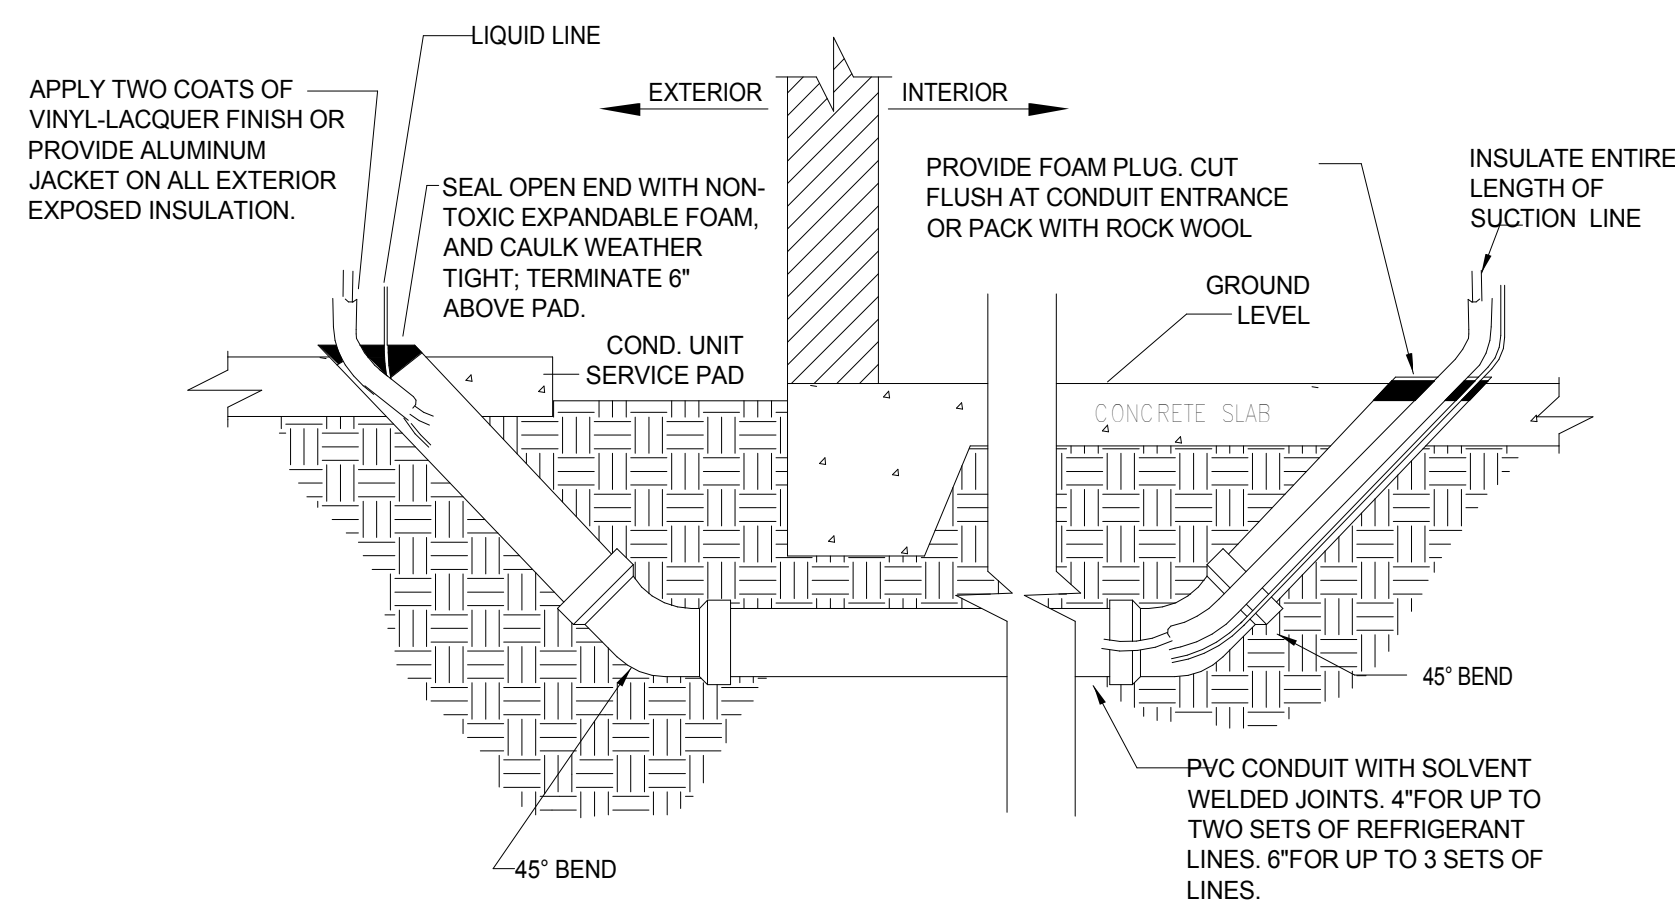 LIQUID LINE
APPLY TWO COATS OF
VINYL-LACQUER FINISH OR
PROVIDE ALUMINUM
JACKET ON ALL EXTERIOR
EXPOSED INSULATION.
EXTERIOR
INTERIOR
SEAL OPEN END WITH NON-
TOXIC EXPANDABLE FOAM,
AND CAULK WEATHER
TIGHT; TERMINATE 6"
ABOVE PAD.
PROVIDE FOAM PLUG. CUT
FLUSH AT CONDUIT ENTRANCE
OR PACK WITH ROCK WOOL
INSULATE ENTIRE
LENGTH OF
SUCTION LINE
GROUND
LEVEL
COND. UNIT
SERVICE PAD
CONCRETE SLAB
45° BEND
PVC CONDUIT WITH SOLVENT
WELDED JOINTS. 4"FOR UP TO
TWO SETS OF REFRIGERANT
LINES. 6"FOR UP TO 3 SETS OF
LINES.
45° BEND